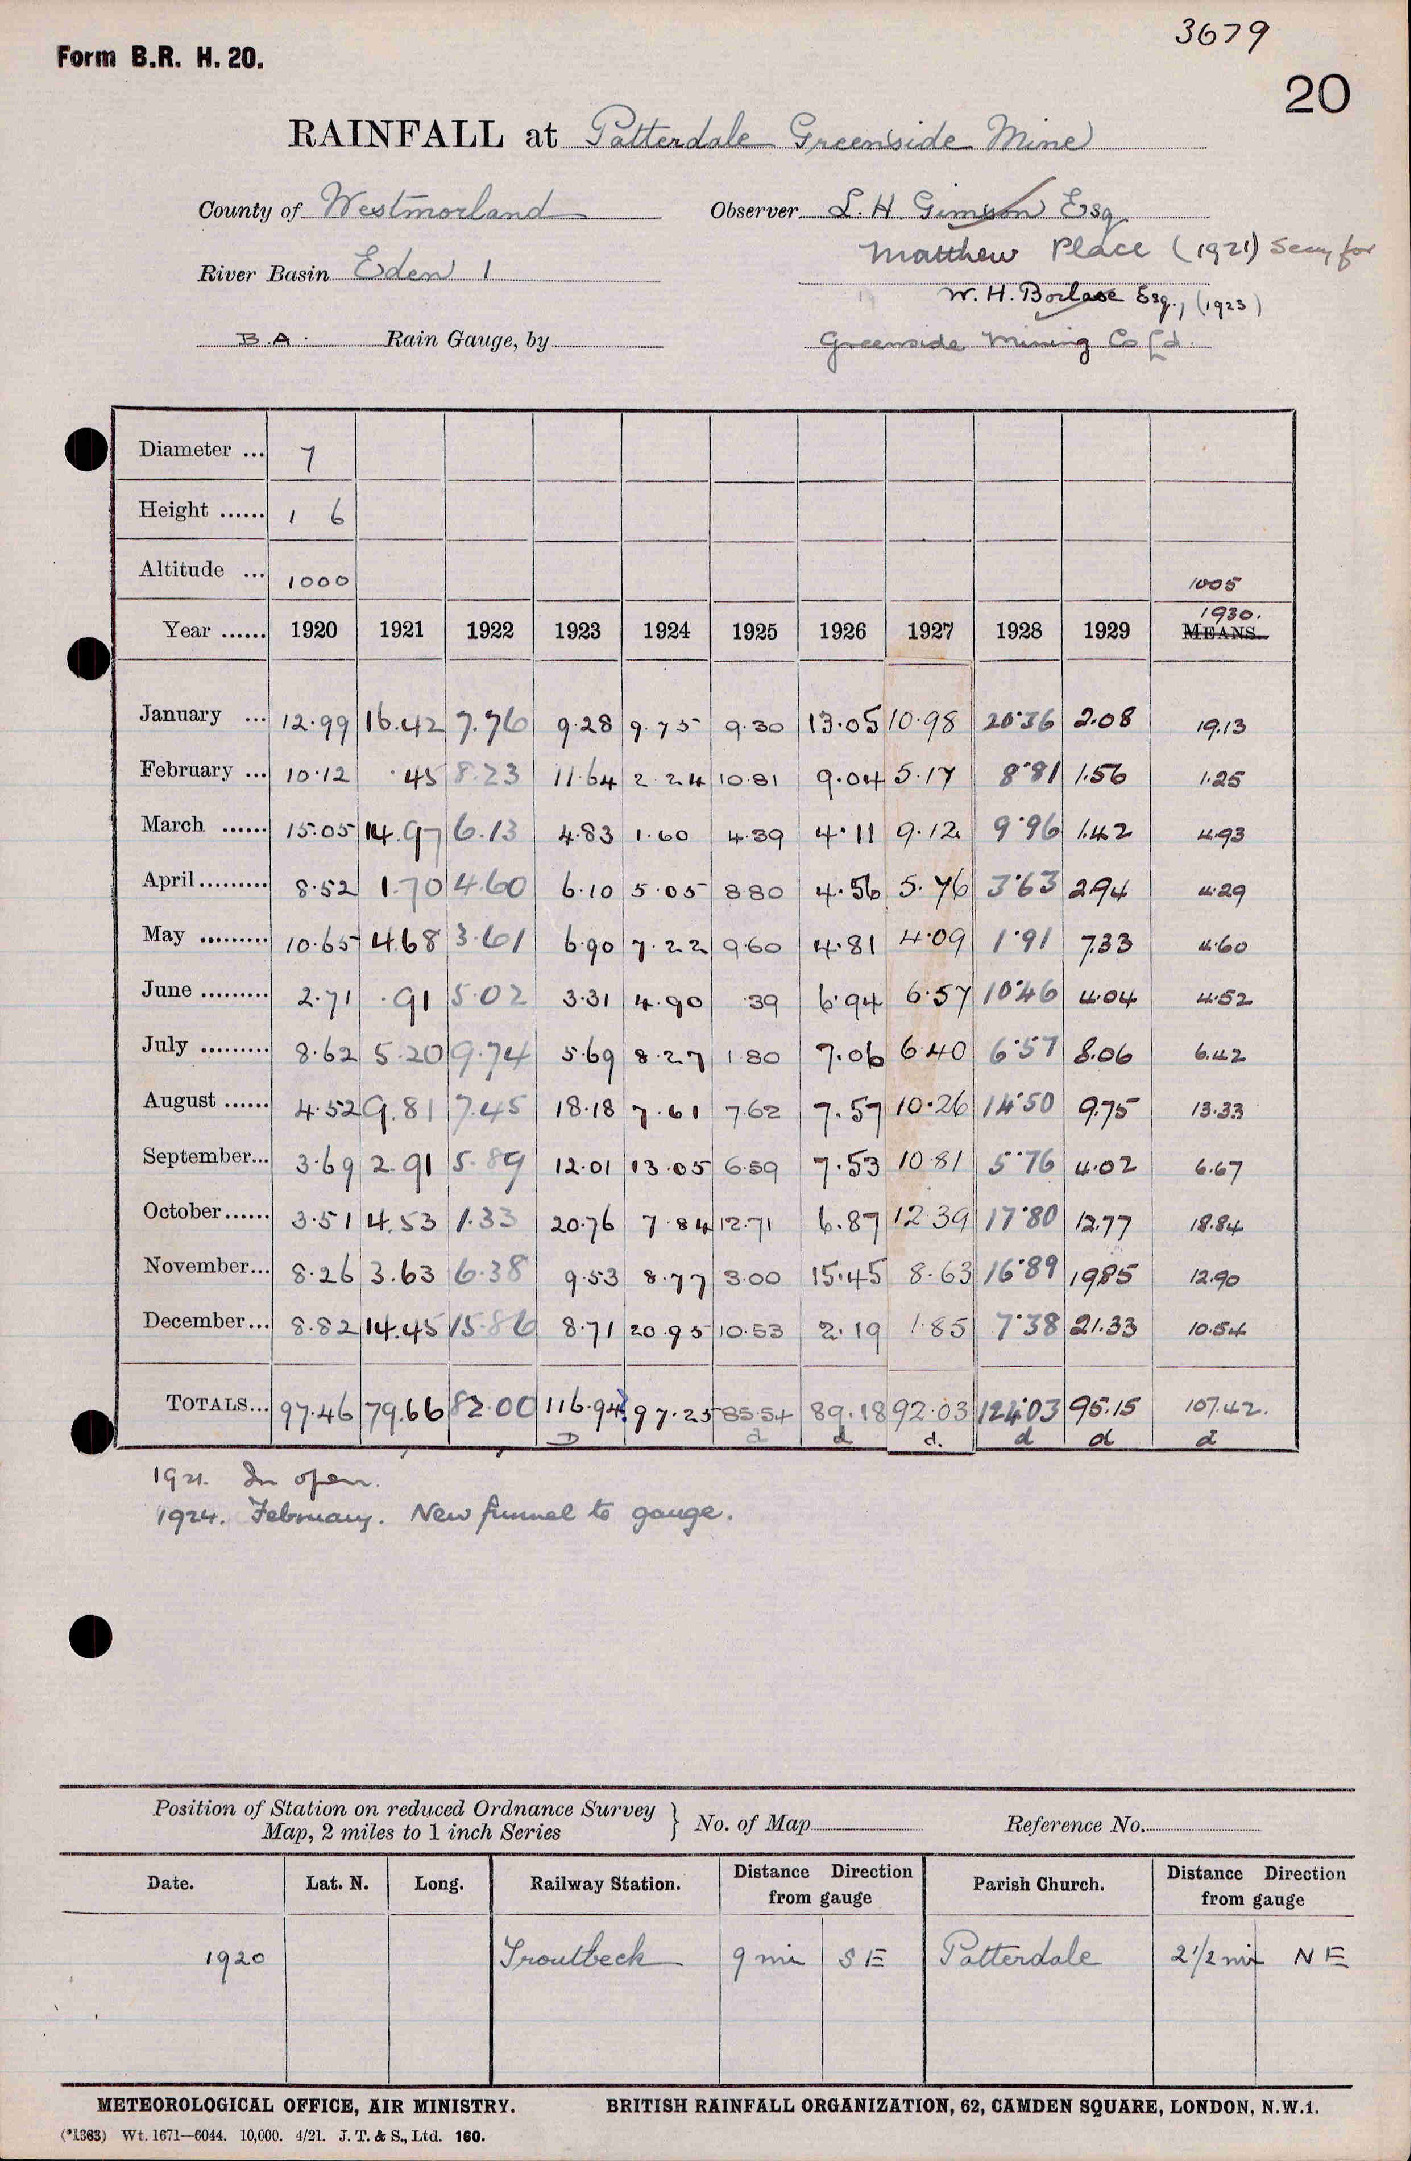 3679
Form B.R. H. 20.
20
RAINFALL at Patterdale Greenside Mine
County of Westmorland Observer L. H. Gimson Esq
River Basin Eden 1 Matthew Place (1921) Secy for
W. H. Borlase Esq., (1923)
B.A. Rain Gauge, by Greenside Mining Co Ld.
Diameter ... 7
Height ...... 1 6
Altitude ... 1000 1005
1930.
Year ...... 1920 1921 1922 1923 1924 1925 1926 1927 1928 1929 MEANS.
January ... 12.99 16.42 7.76 9.28 9.75 9.30 13.05 10.98 20.36 2.08 19.13
February ... 10.12 .45 8.23 11.64 2.24 10.81 9.04 5.17 8.81 1.56 1.25
March ...... 15.05 14.97 6.13 4.83 1.60 4.39 4.11 9.12 9.96 1.42 4.93
April ......... 8.52 1.70 4.60 6.10 5.05 8.80 4.56 5.76 3.63 2.94 4.29
May ......... 10.65 4.68 3.61 6.90 7.22 9.60 4.81 4.09 1.91 7.33 4.60
June ......... 2.71 .91 5.02 3.31 4.90 .39 6.94 6.57 10.46 4.04 4.52
July ......... 8.62 5.20 9.74 5.69 8.27 1.80 7.06 6.40 6.57 8.06 6.42
August ...... 4.52 9.81 7.45 18.18 7.61 7.62 7.57 10.26 14.50 9.75 13.33
September... 3.69 2.91 5.89 12.01 13.05 6.59 7.53 10.81 5.76 4.02 6.67
October ...... 3.51 4.53 1.33 20.76 7.84 12.71 6.87 12.39 17.80 12.77 18.84
November... 8.26 3.63 6.38 9.53 8.77 3.00 15.45 8.63 16.89 19.85 12.90
December... 8.82 14.45 15.86 8.71 20.95 10.53 2.19 1.85 7.38 21.33 10.54
TOTALS... 97.46 79.66 82.00 116.94? 97.25 85.54 89.18 92.03 124.03 95.15 107.42.
D d d d. d d d
1921. In open.
1924. February. New funnel to gauge.
Position of Station on reduced Ordnance Survey
Map, 2 miles to 1 inch Series } No. of Map Reference No.
Date. Lat. N. Long. Railway Station. Distance Direction from gauge Parish Church. Distance Direction from gauge
1920 Troutbeck 9 mi S E Patterdale 2 1/2 mi N E
METEOROLOGICAL OFFICE, AIR MINISTRY. BRITISH RAINFALL ORGANIZATION, 62, CAMDEN SQUARE, LONDON, N.W.1.
(*1363) Wt. 1671—6044. 10,000. 4/21. J. T. & S., Ltd. 160.